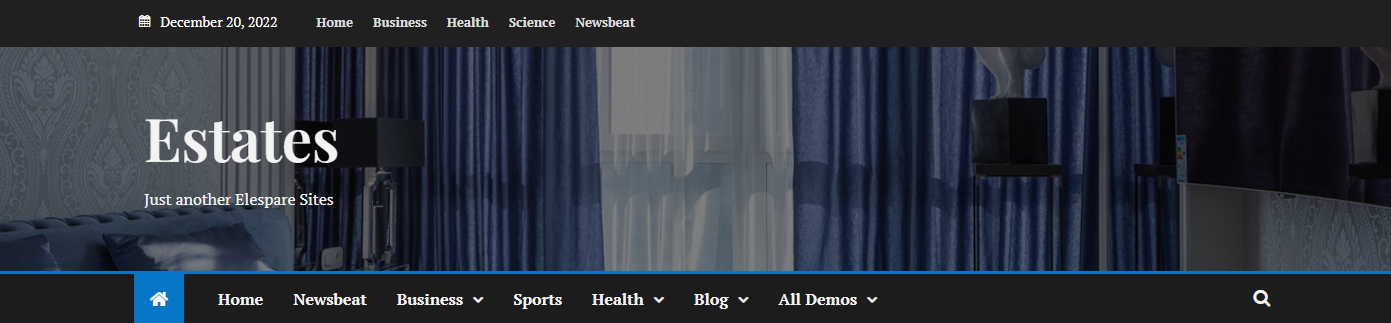 December 20, 2022 Home Business Health Science Newsbeat
Estates
Just another Elespare Sites
Home Newsbeat Business Sports Health Blog All Demos